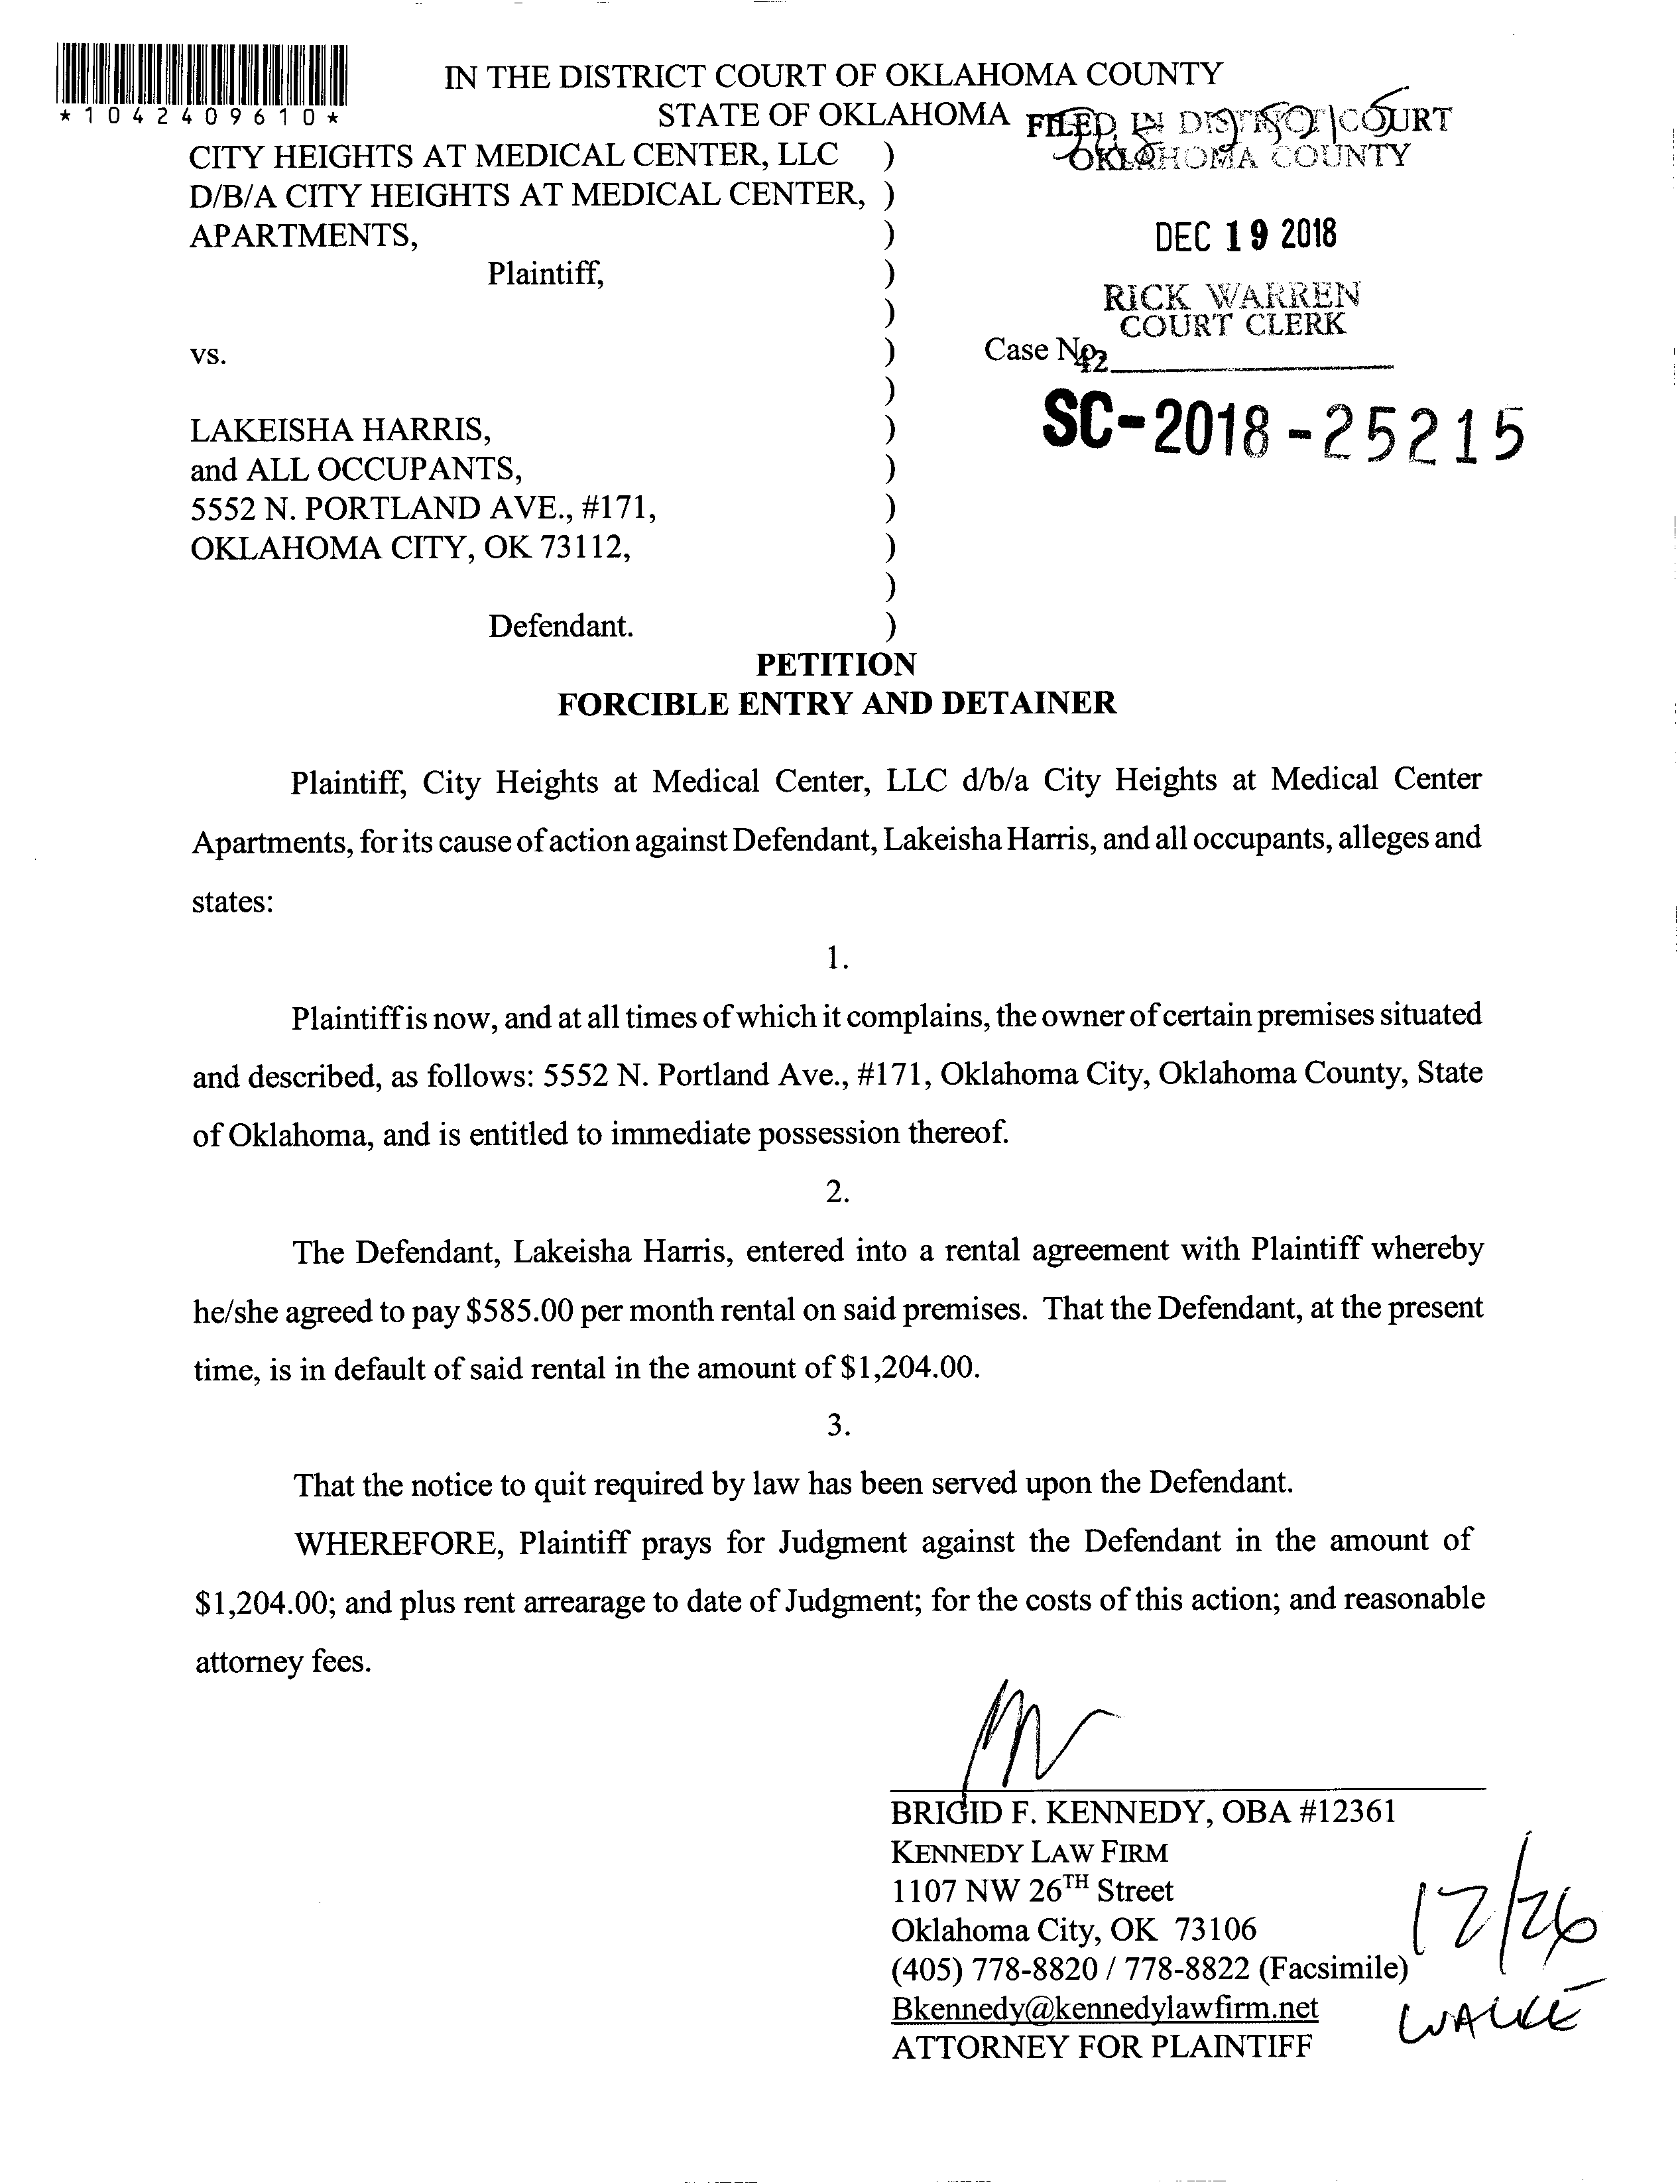 IN THE DISTRICT COURT OF OKLAHOMA COUNTY
STATE OF OKLAHOMA
FILED IN DISTRICT COURT
OKLAHOMA COUNTY
*1042409610*
CITY HEIGHTS AT MEDICAL CENTER, LLC )
D/B/A CITY HEIGHTS AT MEDICAL CENTER, )
APARTMENTS, )
DEC 19 2018
Plaintiff, )
)
RICK WARREN
COURT CLERK
vs. )
Case No.
42
)
SC-2018-25215
LAKEISHA HARRIS, )
and ALL OCCUPANTS, )
5552 N. PORTLAND AVE., #171, )
OKLAHOMA CITY, OK 73112, )
)
Defendant. )
PETITION
FORCIBLE ENTRY AND DETAINER
Plaintiff, City Heights at Medical Center, LLC d/b/a City Heights at Medical Center
Apartments, for its cause of action against Defendant, Lakeisha Harris, and all occupants, alleges and
states:
1.
Plaintiff is now, and at all times of which it complains, the owner of certain premises situated
and described, as follows: 5552 N. Portland Ave., #171, Oklahoma City, Oklahoma County, State
of Oklahoma, and is entitled to immediate possession thereof.
2.
The Defendant, Lakeisha Harris, entered into a rental agreement with Plaintiff whereby
he/she agreed to pay $585.00 per month rental on said premises. That the Defendant, at the present
time, is in default of said rental in the amount of $1,204.00.
3.
That the notice to quit required by law has been served upon the Defendant.
WHEREFORE, Plaintiff prays for Judgment against the Defendant in the amount of
$1,204.00; and plus rent arrearage to date of Judgment; for the costs of this action; and reasonable
attorney fees.
BRIGID F. KENNEDY, OBA #12361
KENNEDY LAW FIRM
1107 NW 26TH Street
Oklahoma City, OK 73106
(405) 778-8820 / 778-8822 (Facsimile)
Bkennedy@kennedylawfirm.net
ATTORNEY FOR PLAINTIFF
12/26